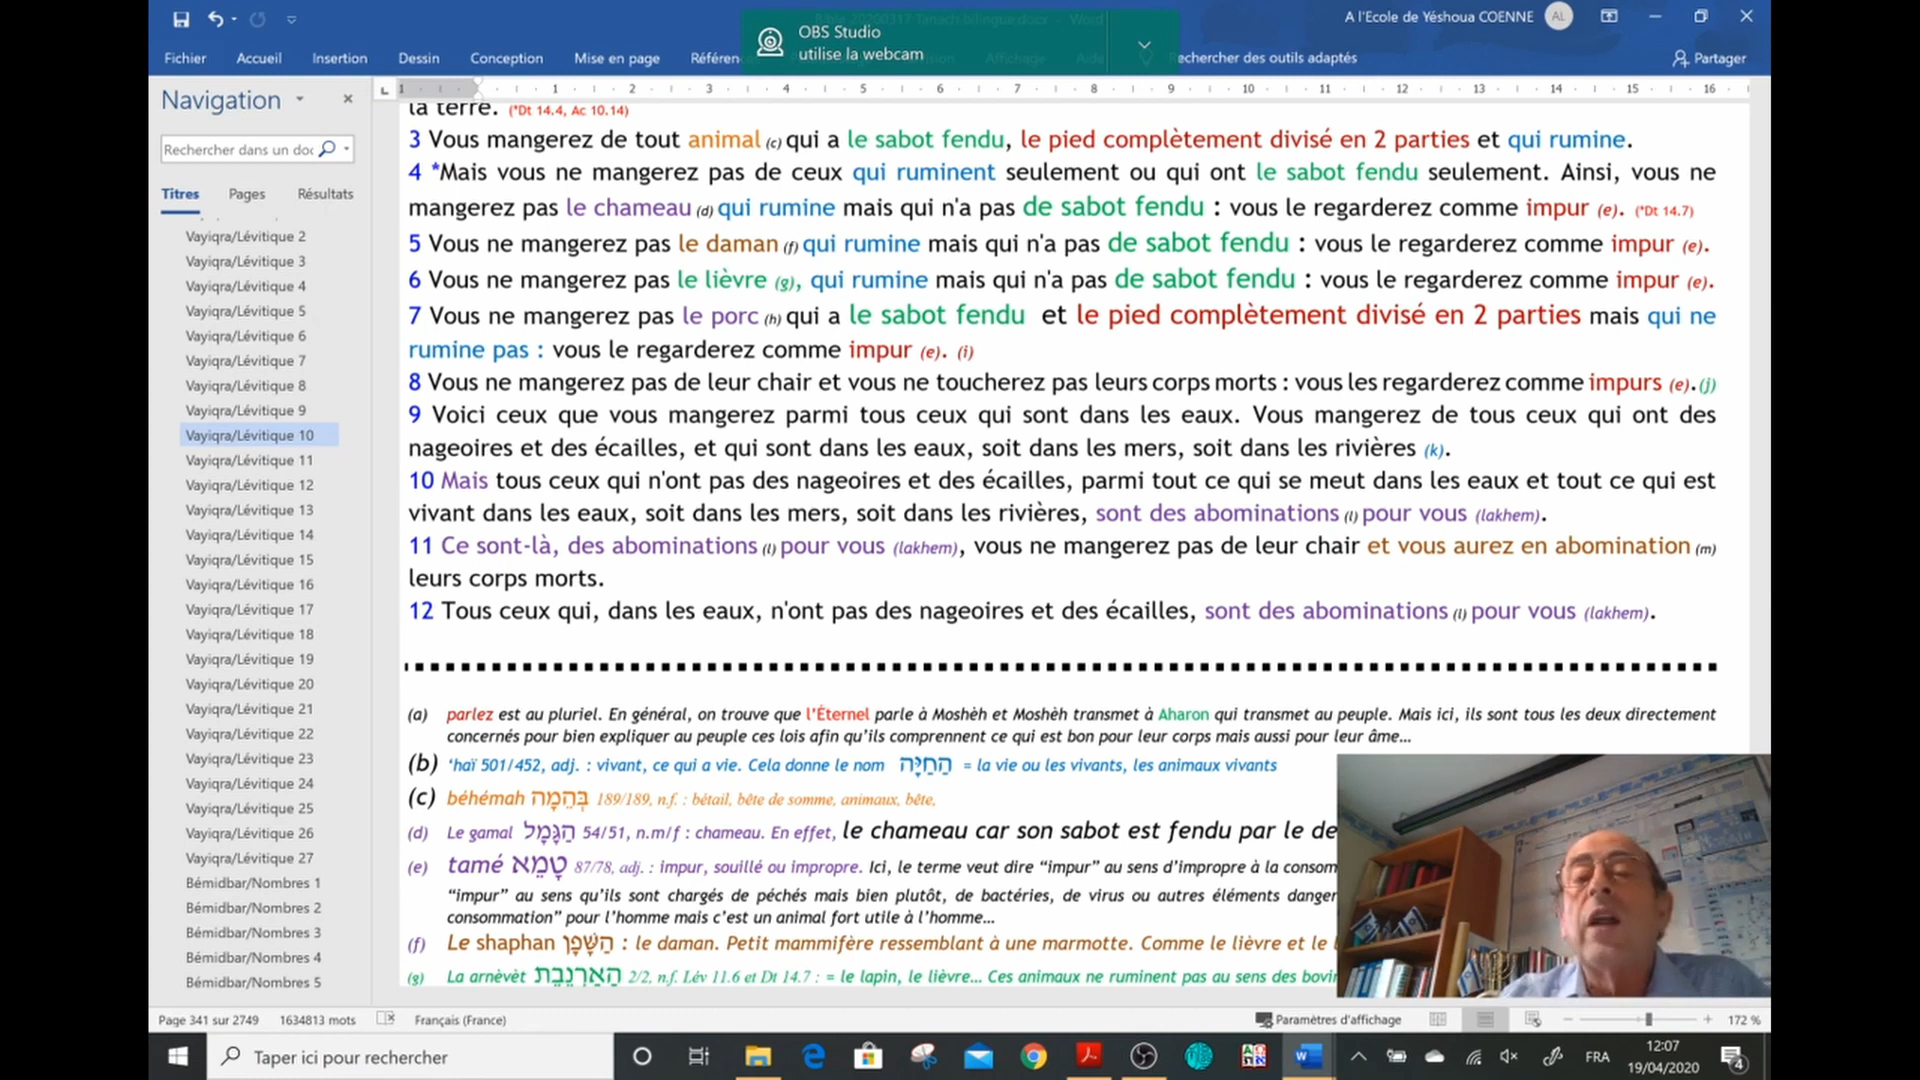 A l'Ecole de Yéshoua COENNE AL
OBS Studio
utilise la webcam
Fichier Accueil Insertion Dessin Conception Mise en page Référen Rechercher des outils adaptés Partager
Navigation
Rechercher dans un doc
Titres Pages Résultats
Vayiqra/Lévitique 2
Vayiqra/Lévitique 3
Vayiqra/Lévitique 4
Vayiqra/Lévitique 5
Vayiqra/Lévitique 6
Vayiqra/Lévitique 7
Vayiqra/Lévitique 8
Vayiqra/Lévitique 9
Vayiqra/Lévitique 10
Vayiqra/Lévitique 11
Vayiqra/Lévitique 12
Vayiqra/Lévitique 13
Vayiqra/Lévitique 14
Vayiqra/Lévitique 15
Vayiqra/Lévitique 16
Vayiqra/Lévitique 17
Vayiqra/Lévitique 18
Vayiqra/Lévitique 19
Vayiqra/Lévitique 20
Vayiqra/Lévitique 21
Vayiqra/Lévitique 22
Vayiqra/Lévitique 23
Vayiqra/Lévitique 24
Vayiqra/Lévitique 25
Vayiqra/Lévitique 26
Vayiqra/Lévitique 27
Bémidbar/Nombres 1
Bémidbar/Nombres 2
Bémidbar/Nombres 3
Bémidbar/Nombres 4
Bémidbar/Nombres 5
1 1 2 3 4 5 6 7 8 9 10 11 12 13 14 15 16
la terre. (*Dt 14.4, Ac 10.14)
3 Vous mangerez de tout animal (c) qui a le sabot fendu, le pied complètement divisé en 2 parties et qui rumine.
4 *Mais vous ne mangerez pas de ceux qui ruminent seulement ou qui ont le sabot fendu seulement. Ainsi, vous ne
mangerez pas le chameau (d) qui rumine mais qui n'a pas de sabot fendu : vous le regarderez comme impur (e). (*Dt 14.7)
5 Vous ne mangerez pas le daman (f) qui rumine mais qui n'a pas de sabot fendu : vous le regarderez comme impur (e).
6 Vous ne mangerez pas le lièvre (g), qui rumine mais qui n'a pas de sabot fendu : vous le regarderez comme impur (e).
7 Vous ne mangerez pas le porc (h) qui a le sabot fendu et le pied complètement divisé en 2 parties mais qui ne
rumine pas : vous le regarderez comme impur (e). (i)
8 Vous ne mangerez pas de leur chair et vous ne toucherez pas leurs corps morts : vous les regarderez comme impurs (e).(j)
9 Voici ceux que vous mangerez parmi tous ceux qui sont dans les eaux. Vous mangerez de tous ceux qui ont des
nageoires et des écailles, et qui sont dans les eaux, soit dans les mers, soit dans les rivières (k).
10 Mais tous ceux qui n'ont pas des nageoires et des écailles, parmi tout ce qui se meut dans les eaux et tout ce qui est
vivant dans les eaux, soit dans les mers, soit dans les rivières, sont des abominations (l) pour vous (lakhem).
11 Ce sont-là, des abominations (l) pour vous (lakhem), vous ne mangerez pas de leur chair et vous aurez en abomination (m)
leurs corps morts.
12 Tous ceux qui, dans les eaux, n'ont pas des nageoires et des écailles, sont des abominations (l) pour vous (lakhem).
(a) parlez est au pluriel. En général, on trouve que l'Éternel parle à Moshèh et Moshèh transmet à Aharon qui transmet au peuple. Mais ici, ils sont tous les deux directement
concernés pour bien expliquer au peuple ces lois afin qu'ils comprennent ce qui est bon pour leur corps mais aussi pour leur âme…
(b) 'haï 501/452, adj. : vivant, ce qui a vie. Cela donne le nom הַחַיָּה = la vie ou les vivants, les animaux vivants
(c) béhémah בְּהֵמָה 189/189, n.f. : bétail, bête de somme, animaux, bête,
(d) Le gamal הַגָּמָל 54/51, n.m/f : chameau. En effet, le chameau car son sabot est fendu par le de
(e) tamé טָמֵא 87/78, adj. : impur, souillé ou impropre. Ici, le terme veut dire "impur" au sens d'impropre à la consom
"impur" au sens qu'ils sont chargés de péchés mais bien plutôt, de bactéries, de virus ou autres éléments danger
consommation" pour l'homme mais c'est un animal fort utile à l'homme…
(f) Le shaphan הַשָּׁפָן : le daman. Petit mammifère ressemblant à une marmotte. Comme le lièvre et le l
(g) La arnèvèt הָאַרְנֶבֶת 2/2, n.f. Lév 11.6 et Dt 14.7 : = le lapin, le lièvre… Ces animaux ne ruminent pas au sens des bovi
Page 341 sur 2749 1634813 mots Français (France) Paramètres d'affichage 172 %
Taper ici pour rechercher FRA 12:07
19/04/2020 4